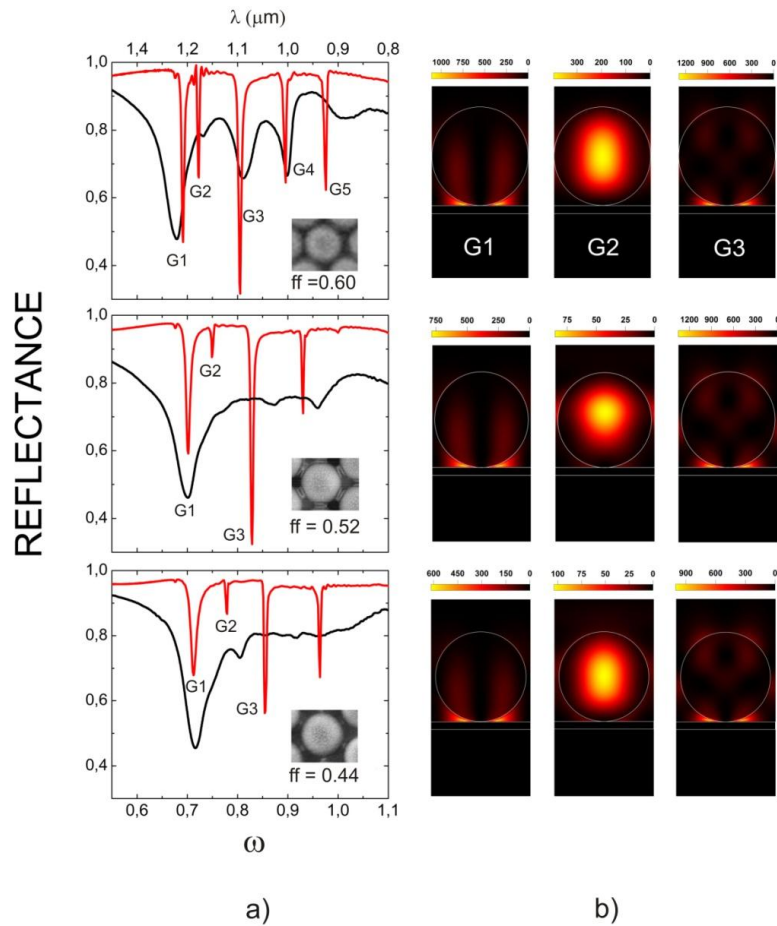 λ (μm)
1,3 1,2 1,1 1,0 0,9 0,8
REFLECTANCE
1,0
0,8
0,6
0,4
G1
G2
G3
G4
G5
ff =0.60
1,0
0,8
0,6
0,4
G1
G2
G3
ff = 0.52
1,0
0,8
0,6
0,4
G1
G2
G3
ff = 0.44
0,6 0,7 0,8 0,9 1,0 1,1
ω
a)
1000 750 500 250 0
400 300 200 100 0
1200 900 600 300 0
G1
G2
G3
750 500 250 0
75 50 25 0
1200 900 600 300 0
600 450 300 150 0
100 75 50 25 0
900 600 300 0
b)